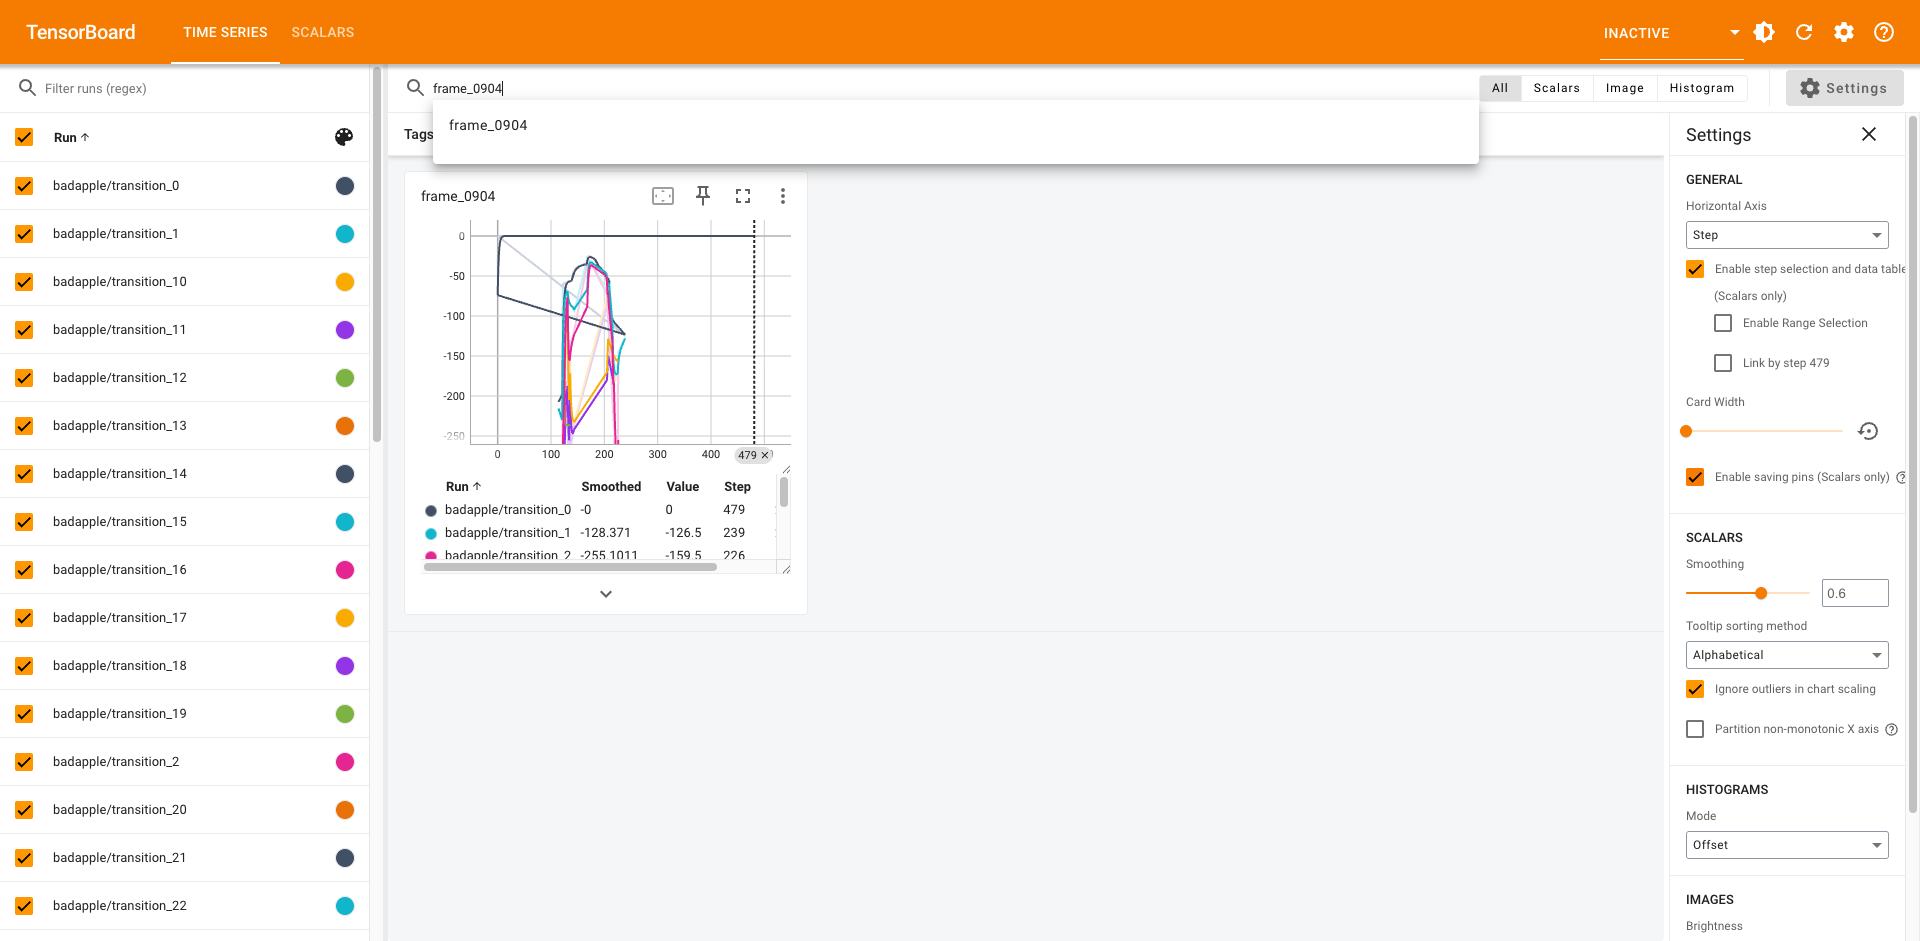 TensorBoard
TIME SERIES
SCALARS
INACTIVE
Filter runs (regex)
Run
badapple/transition_0
badapple/transition_1
badapple/transition_10
badapple/transition_11
badapple/transition_12
badapple/transition_13
badapple/transition_14
badapple/transition_15
badapple/transition_16
badapple/transition_17
badapple/transition_18
badapple/transition_19
badapple/transition_2
badapple/transition_20
badapple/transition_21
badapple/transition_22
frame_0904
All
Scalars
Image
Histogram
Settings
frame_0904
Tags
frame_0904
0
-50
-100
-150
-200
-250
0 100 200 300 400 479
Run Smoothed Value Step
badapple/transition_0 -0 0 479
badapple/transition_1 -128.371 -126.5 239
badapple/transition_2 -255.1011 -159.5 226
Settings
GENERAL
Horizontal Axis
Step
Enable step selection and data table
(Scalars only)
Enable Range Selection
Link by step 479
Card Width
Enable saving pins (Scalars only)
SCALARS
Smoothing
0.6
Tooltip sorting method
Alphabetical
Ignore outliers in chart scaling
Partition non-monotonic X axis
HISTOGRAMS
Mode
Offset
IMAGES
Brightness